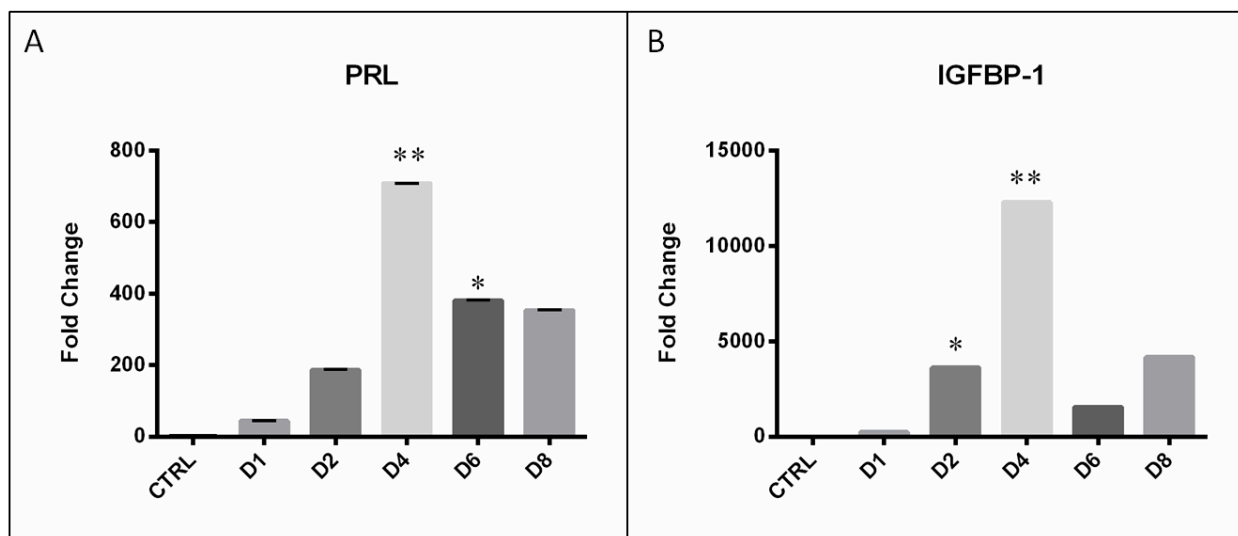 A
PRL
Fold Change
800
600
400
200
0
**
*
CTRL
D1
D2
D4
D6
D8
B
IGFBP-1
Fold Change
15000
10000
5000
0
*
**
CTRL
D1
D2
D4
D6
D8